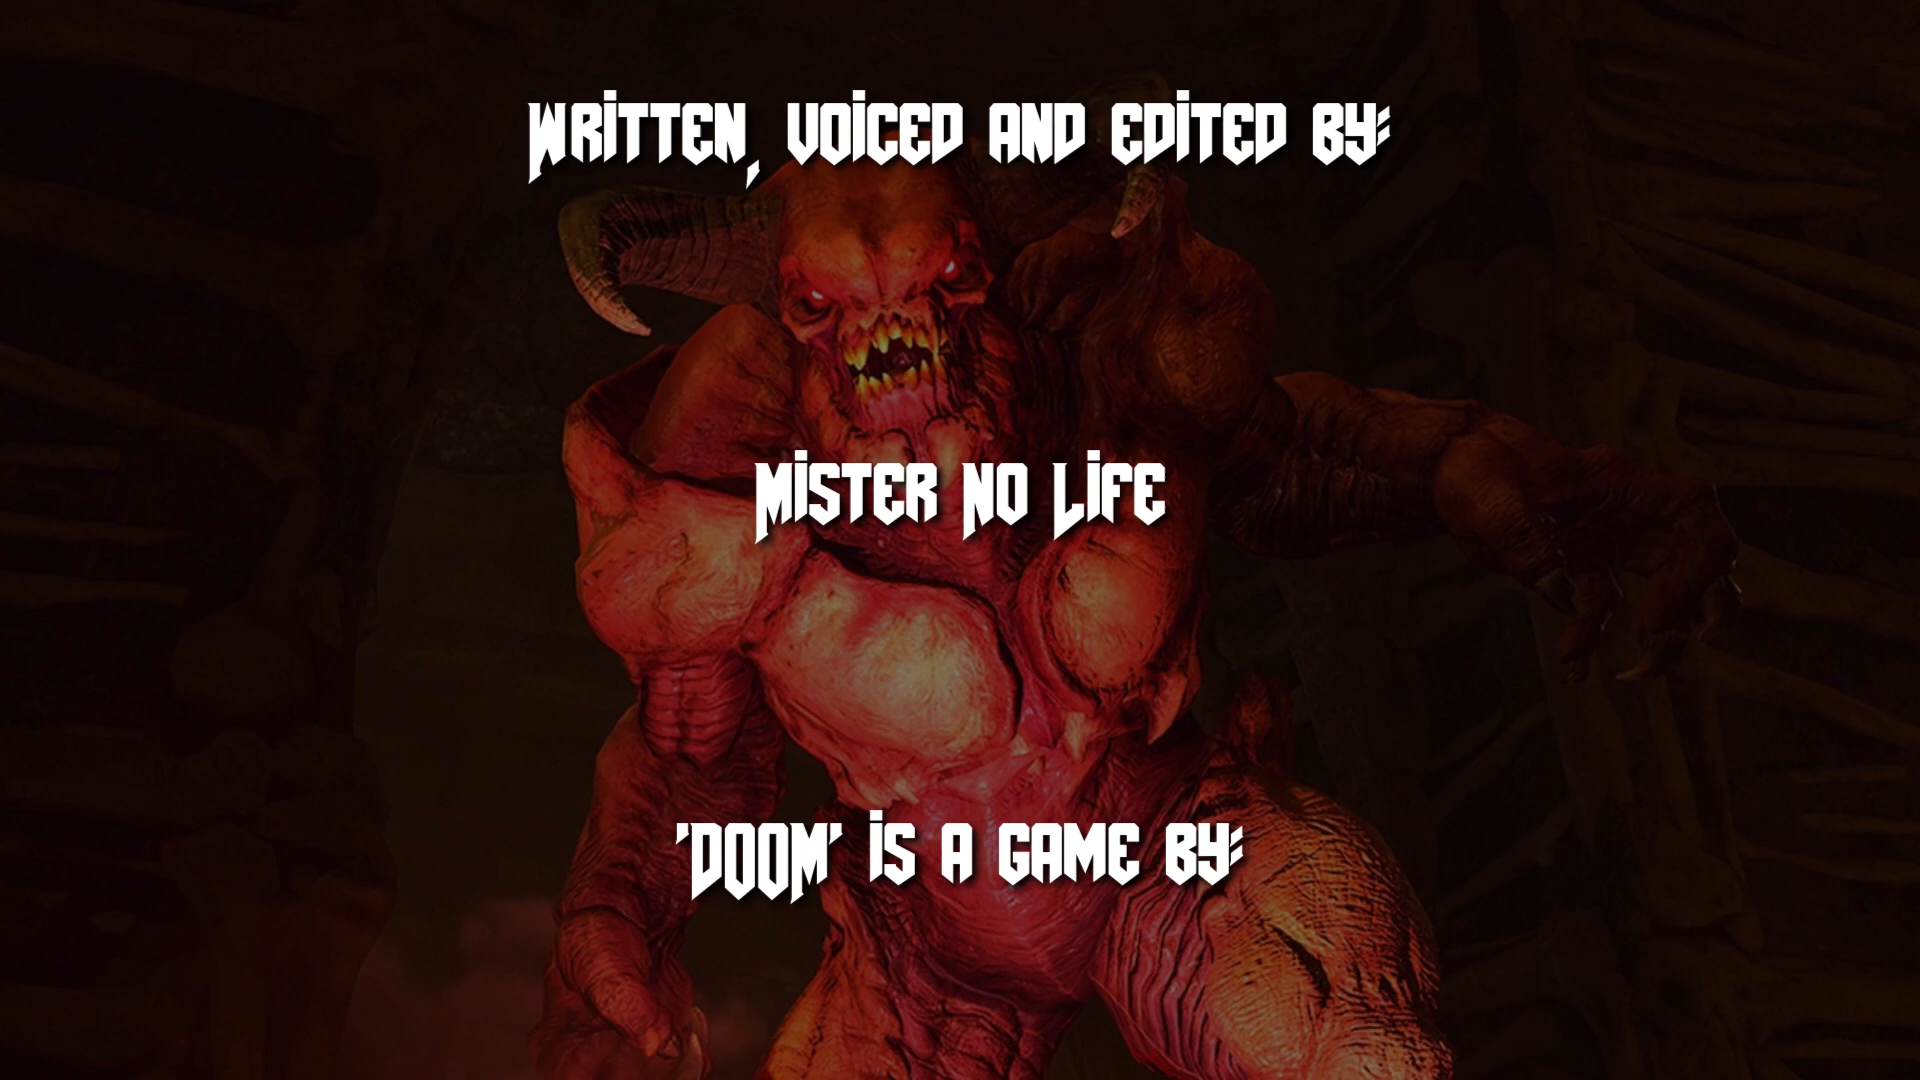 Written, voiced and edited by:
Mister No Life
'DOOM' is a game by: